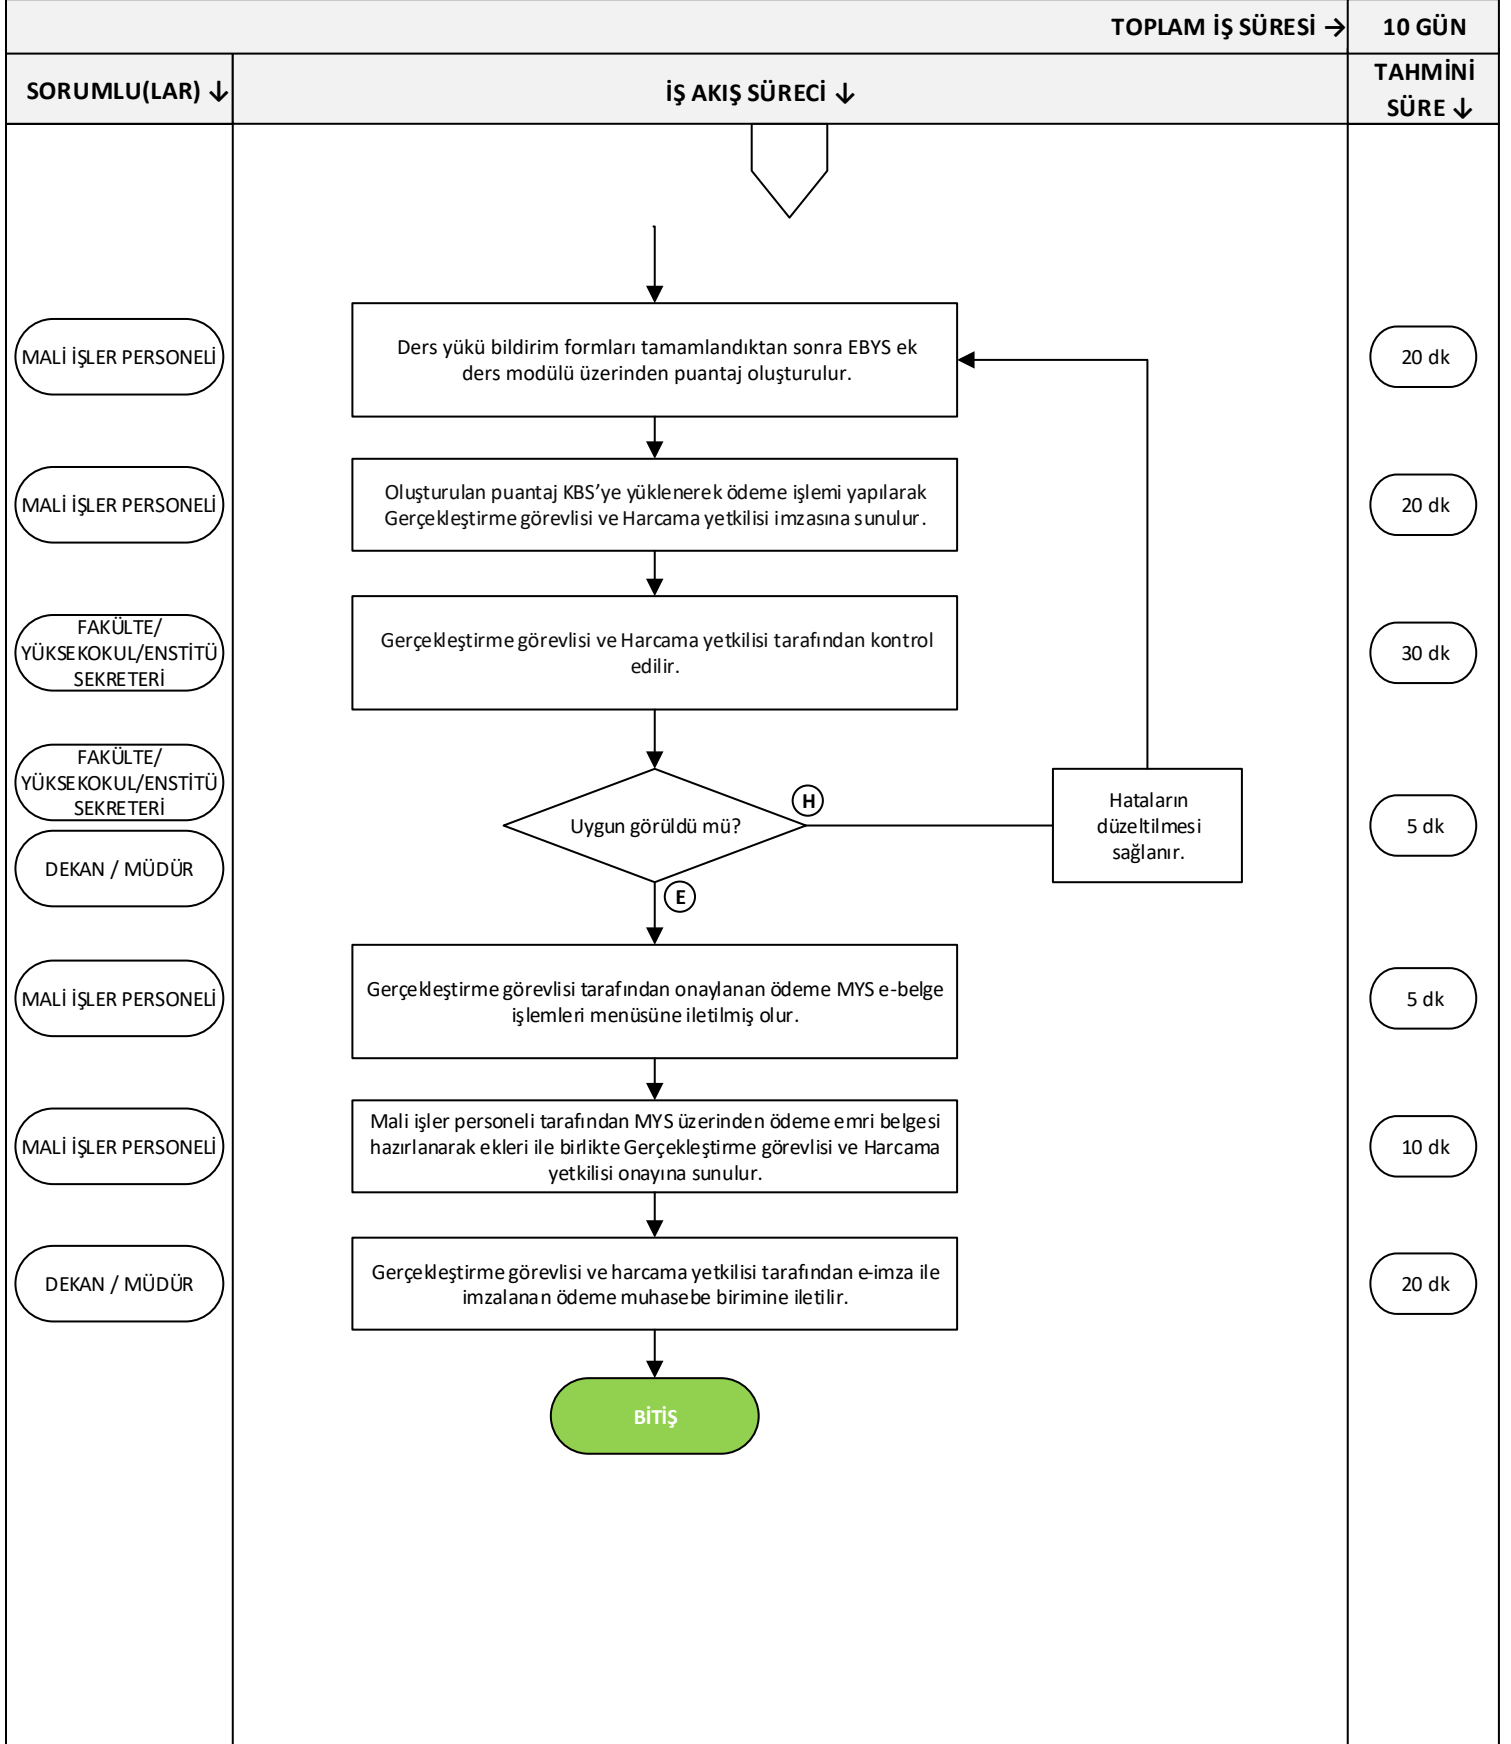 TOPLAM İŞ SÜRESİ →
10 GÜN
SORUMLU(LAR) ↓
İŞ AKIŞ SÜRECİ ↓
TAHMİNİ
SÜRE ↓
MALİ İŞLER PERSONELİ
Ders yükü bildirim formları tamamlandıktan sonra EBYS ek
ders modülü üzerinden puantaj oluşturulur.
20 dk
MALİ İŞLER PERSONELİ
Oluşturulan puantaj KBS'ye yüklenerek ödeme işlemi yapılarak
Gerçekleştirme görevlisi ve Harcama yetkilisi imzasına sunulur.
20 dk
FAKÜLTE/
YÜKSEKOKUL/ENSTİTÜ
SEKRETERİ
Gerçekleştirme görevlisi ve Harcama yetkilisi tarafından kontrol
edilir.
30 dk
FAKÜLTE/
YÜKSEKOKUL/ENSTİTÜ
SEKRETERİ
DEKAN / MÜDÜR
Uygun görüldü mü?
H
Hataların
düzeltilmesi
sağlanır.
5 dk
E
MALİ İŞLER PERSONELİ
Gerçekleştirme görevlisi tarafından onaylanan ödeme MYS e-belge
işlemleri menüsüne iletilmiş olur.
5 dk
MALİ İŞLER PERSONELİ
Mali işler personeli tarafından MYS üzerinden ödeme emri belgesi
hazırlanarak ekleri ile birlikte Gerçekleştirme görevlisi ve Harcama
yetkilisi onayına sunulur.
10 dk
DEKAN / MÜDÜR
Gerçekleştirme görevlisi ve harcama yetkilisi tarafından e-imza ile
imzalanan ödeme muhasebe birimine iletilir.
20 dk
BİTİŞ